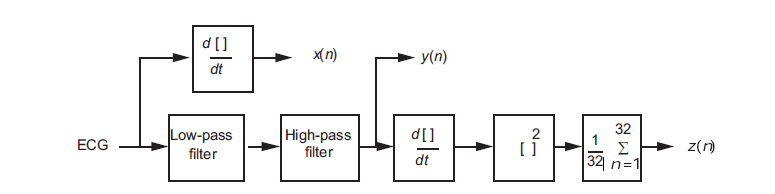 d [ ]
dt
x(n)
y(n)
ECG
Low-pass
filter
High-pass
filter
d [ ]
dt
[ ]2
1
32
32
Σ
n=1
z(n)